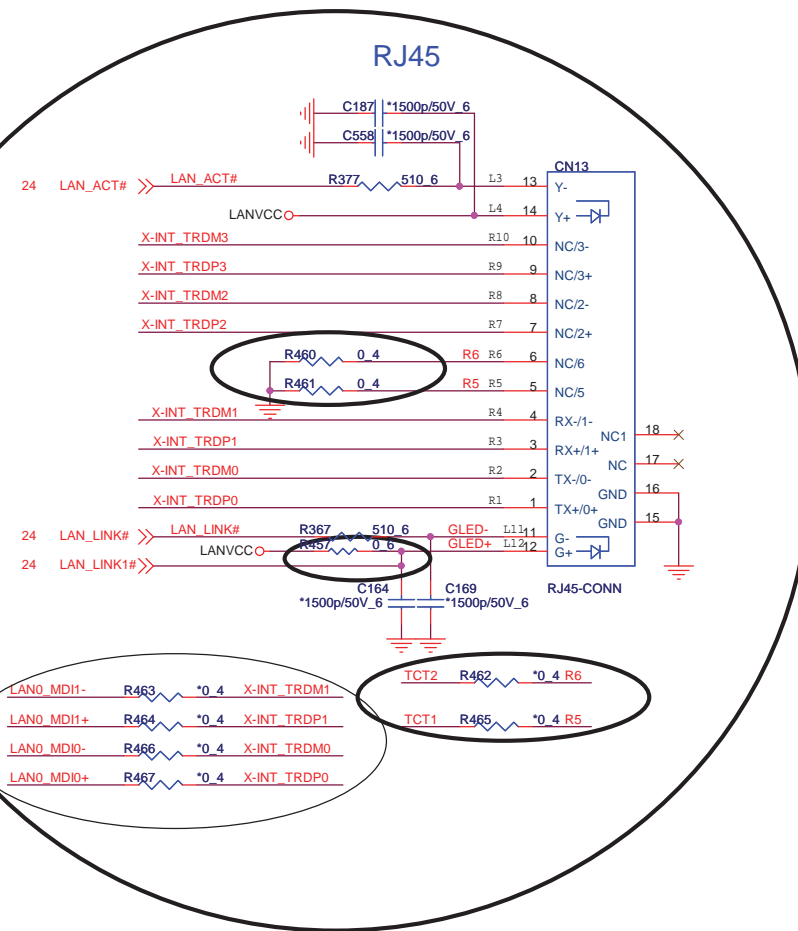 RJ45
C187 *1500p/50V_6
C558 *1500p/50V_6
CN13
24 LAN_ACT# LAN_ACT# R377 510_6 L3 13 Y-
LANVCC L4 14 Y+
X-INT_TRDM3 R10 10 NC/3-
X-INT_TRDP3 R9 9 NC/3+
X-INT_TRDM2 R8 8 NC/2-
X-INT_TRDP2 R7 7 NC/2+
R460 0_4 R6 R6 6 NC/6
R461 0_4 R5 R5 5 NC/5
X-INT_TRDM1 R4 4 RX-/1-
NC1 18
X-INT_TRDP1 R3 3 RX+/1+
NC 17
X-INT_TRDM0 R2 2 TX-/0-
GND 16
X-INT_TRDP0 R1 1 TX+/0+
GND 15
24 LAN_LINK# LAN_LINK# R367 510_6 GLED- L11 11 G-
LANVCC R457 0_6 GLED+ L12 12 G+
24 LAN_LINK1#
C164 C169 RJ45-CONN
*1500p/50V_6 *1500p/50V_6
TCT2 R462 *0_4 R6
LAN0_MDI1- R463 *0_4 X-INT_TRDM1
LAN0_MDI1+ R464 *0_4 X-INT_TRDP1
TCT1 R465 *0_4 R5
LAN0_MDI0- R466 *0_4 X-INT_TRDM0
LAN0_MDI0+ R467 *0_4 X-INT_TRDP0